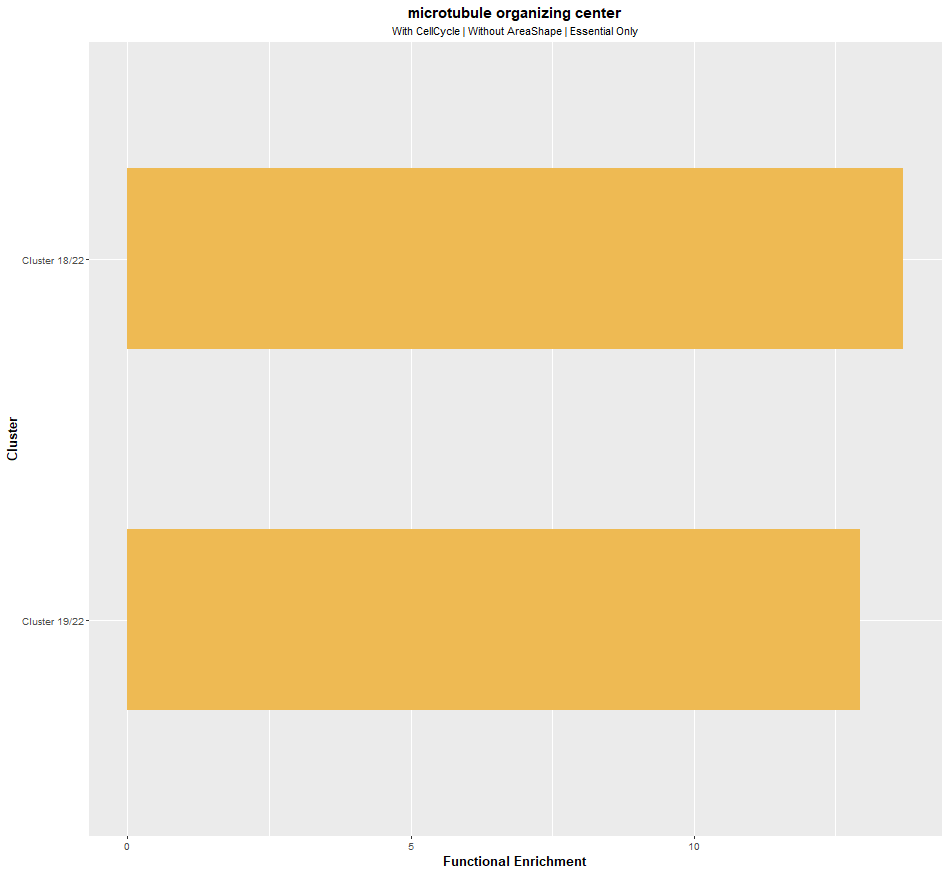 microtubule organizing center
With CellCycle | Without AreaShape | Essential Only
Cluster
Cluster 18/22
Cluster 19/22
0 5 10
Functional Enrichment